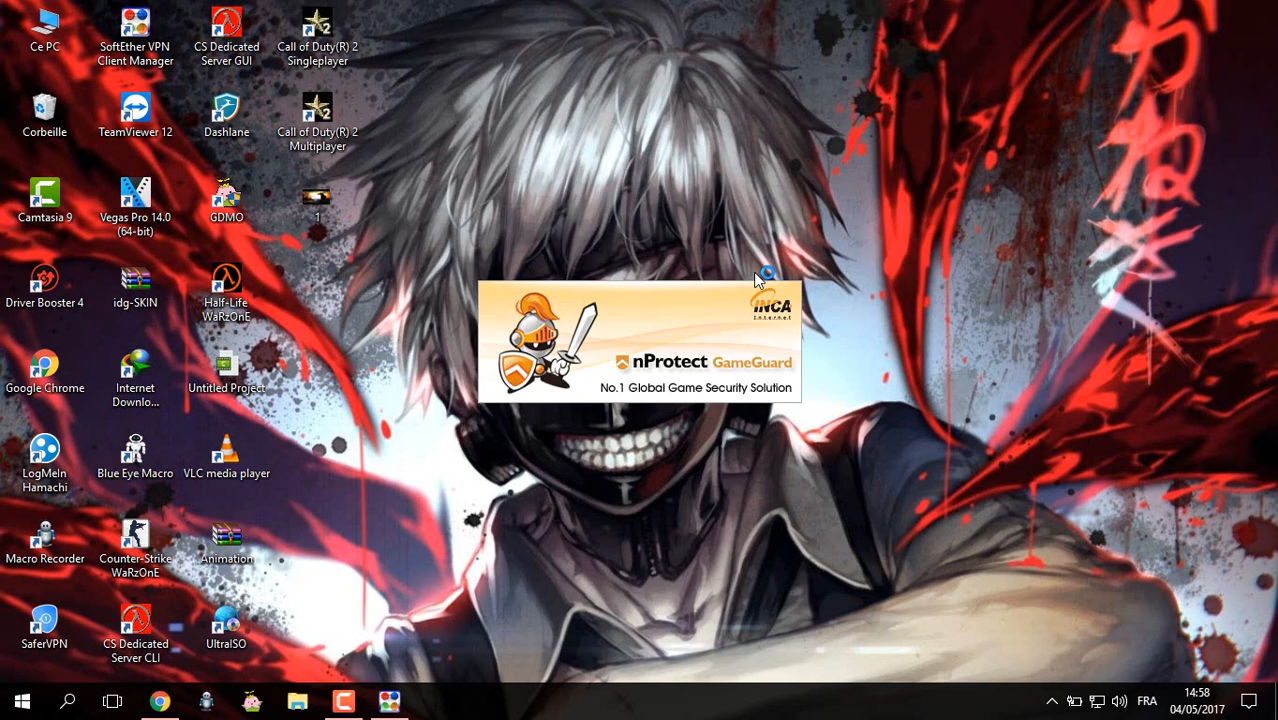 Ce PC
SoftEther VPN
Client Manager
CS Dedicated
Server GUI
Call of Duty(R) 2
Singleplayer
Corbeille
TeamViewer 12
Dashlane
Call of Duty(R) 2
Multiplayer
Camtasia 9
Vegas Pro 14.0
(64-bit)
GDMO
1
Driver Booster 4
idg-SKIN
Half-Life
WaRzOnE
Google Chrome
Internet
Downlo...
Untitled Project
LogMeIn
Hamachi
Blue Eye Macro
VLC media player
Macro Recorder
Counter-Strike
WaRzOnE
Animation
SaferVPN
CS Dedicated
Server CLI
UltraISO
INCA
Internet
nProtect GameGuard
No.1 Global Game Security Solution
FRA
14:58
04/05/2017